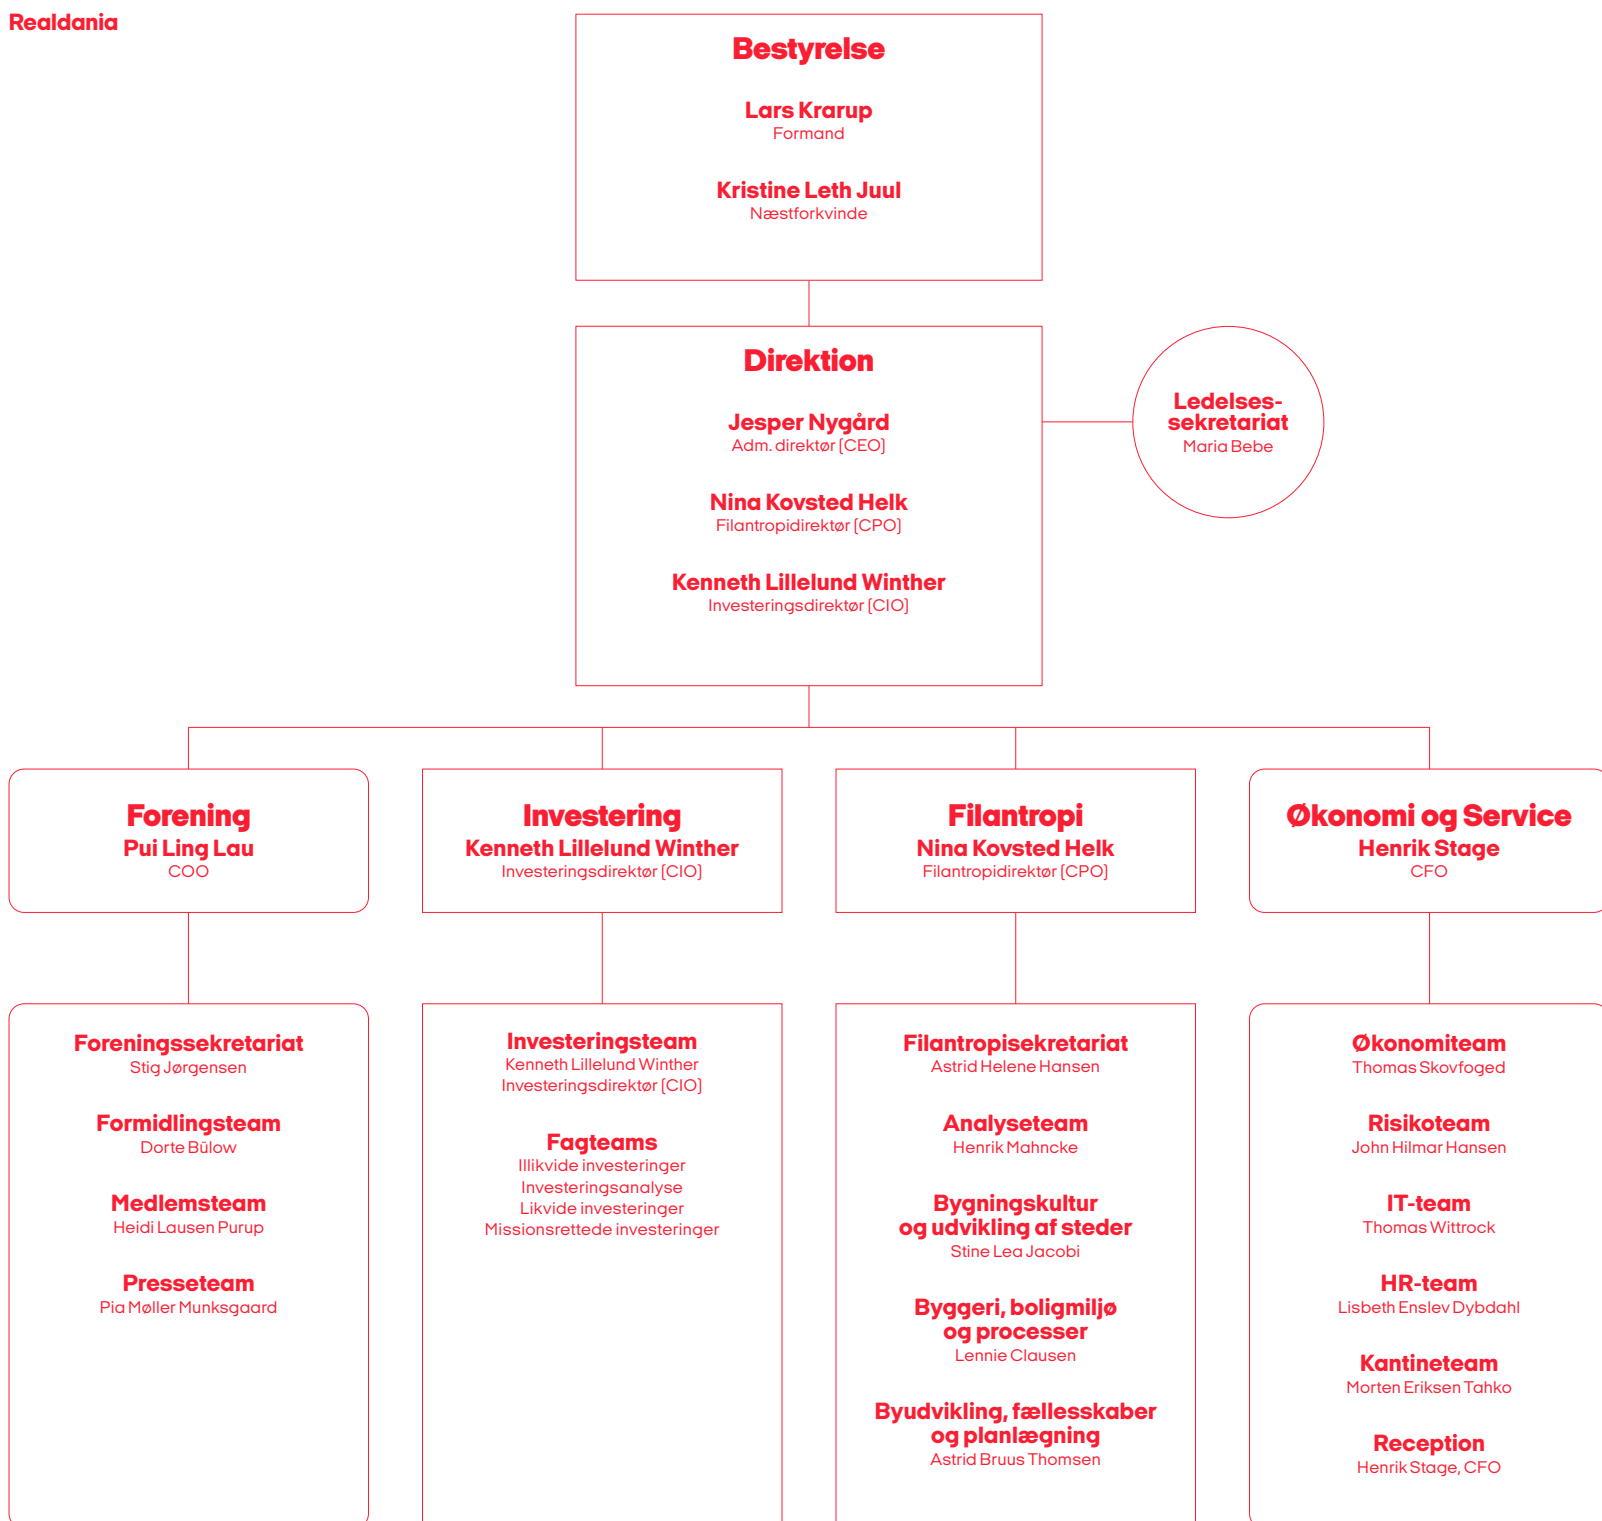 Realdania
Bestyrelse
Lars Krarup
Formand
Kristine Leth Juul
Næstforkvinde
Direktion
Jesper Nygård
Adm. direktør (CEO)
Nina Kovsted Helk
Filantropidirektør (CPO)
Kenneth Lillelund Winther
Investeringsdirektør (CIO)
Ledelses-
sekretariat
Maria Bebe
Forening
Pui Ling Lau
COO
Investering
Kenneth Lillelund Winther
Investeringsdirektør (CIO)
Filantropi
Nina Kovsted Helk
Filantropidirektør (CPO)
Økonomi og Service
Henrik Stage
CFO
Foreningssekretariat
Stig Jørgensen
Formidlingsteam
Dorte Bülow
Medlemsteam
Heidi Lausen Purup
Presseteam
Pia Møller Munksgaard
Investeringsteam
Kenneth Lillelund Winther
Investeringsdirektør (CIO)
Fagteams
Illikvide investeringer
Investeringsanalyse
Likvide investeringer
Missionsrettede investeringer
Filantropisekretariat
Astrid Helene Hansen
Analyseteam
Henrik Mahncke
Bygningskultur
og udvikling af steder
Stine Lea Jacobi
Byggeri, boligmiljø
og processer
Lennie Clausen
Byudvikling, fællesskaber
og planlægning
Astrid Bruus Thomsen
Økonomiteam
Thomas Skovfoged
Risikoteam
John Hilmar Hansen
IT-team
Thomas Wittrock
HR-team
Lisbeth Enslev Dybdahl
Kantineteam
Morten Eriksen Tahko
Reception
Henrik Stage, CFO